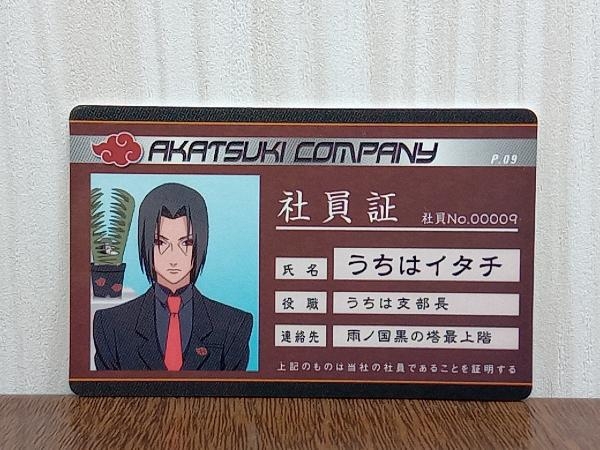 AKATSUKI COMPANY
P.09
社員証
社員No.00009
氏名 うちはイタチ
役職 うちは支部長
連絡先 雨ノ国黒の塔最上階
上記のものは当社の社員であることを証明する